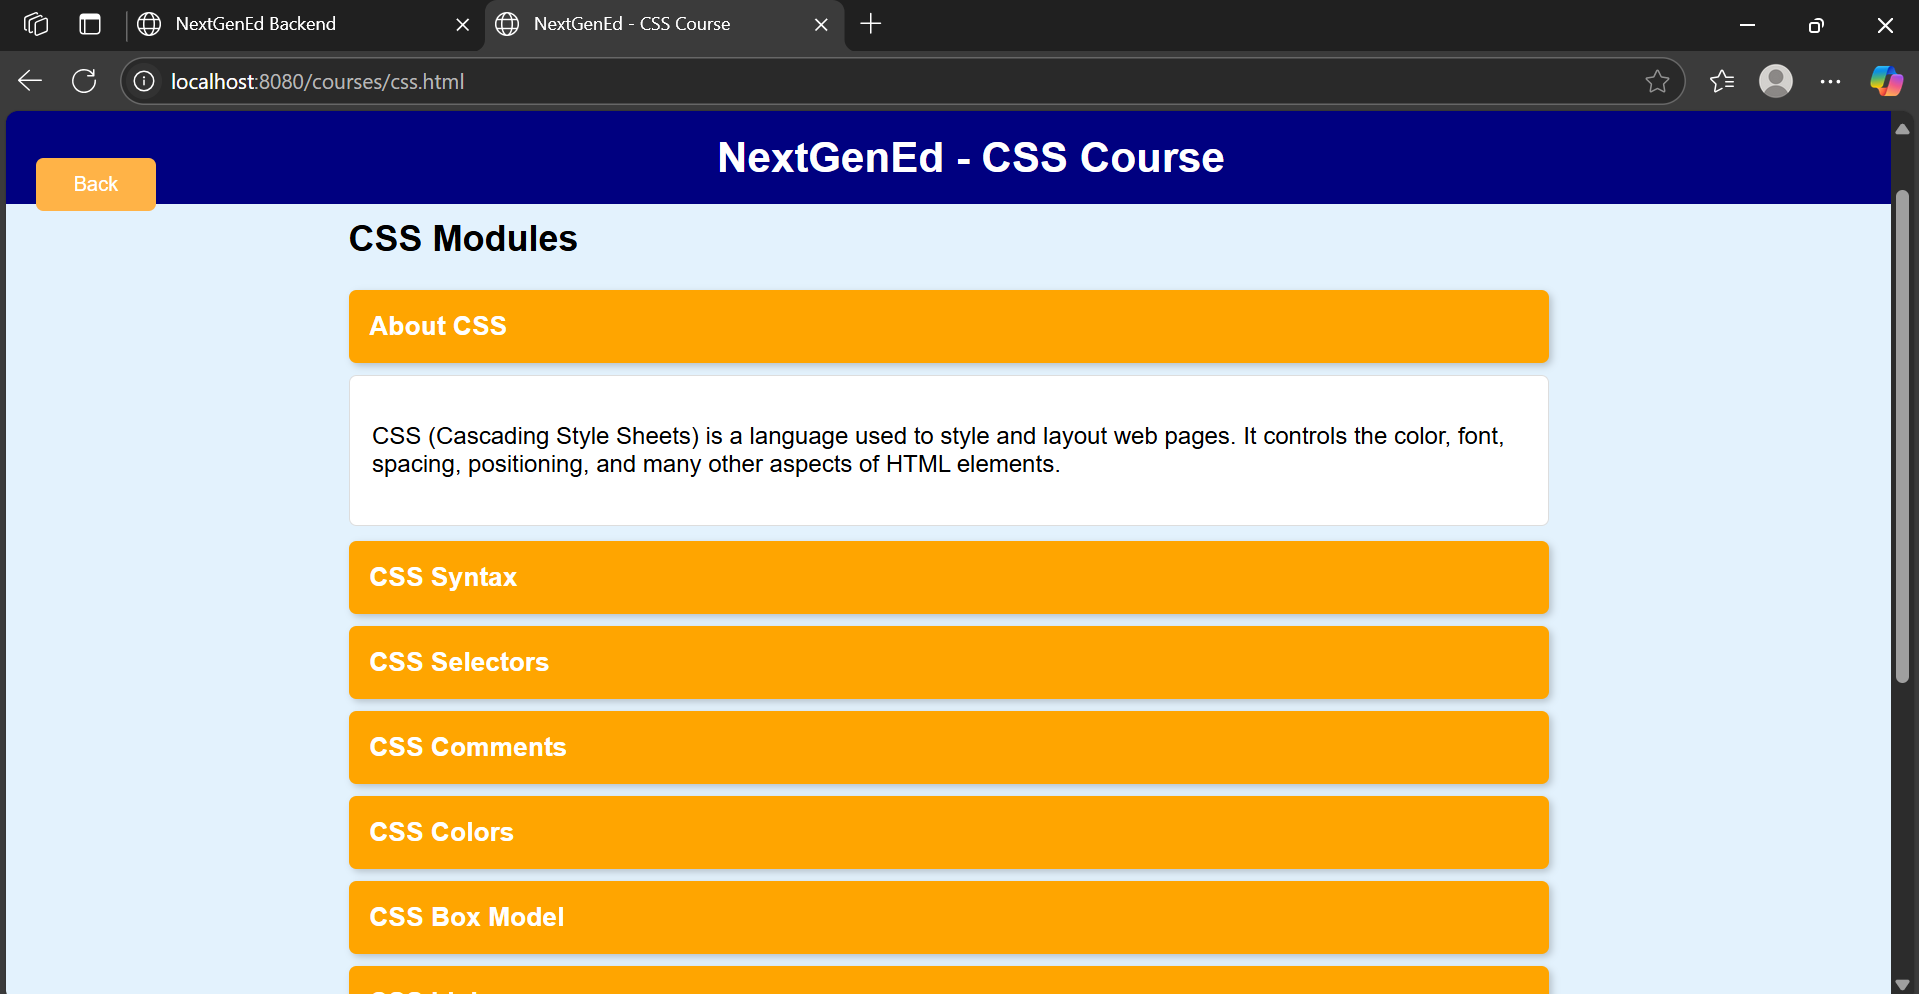 NextGenEd Backend
NextGenEd - CSS Course
localhost:8080/courses/css.html
NextGenEd - CSS Course
Back
CSS Modules
About CSS
CSS (Cascading Style Sheets) is a language used to style and layout web pages. It controls the color, font,
spacing, positioning, and many other aspects of HTML elements.
CSS Syntax
CSS Selectors
CSS Comments
CSS Colors
CSS Box Model